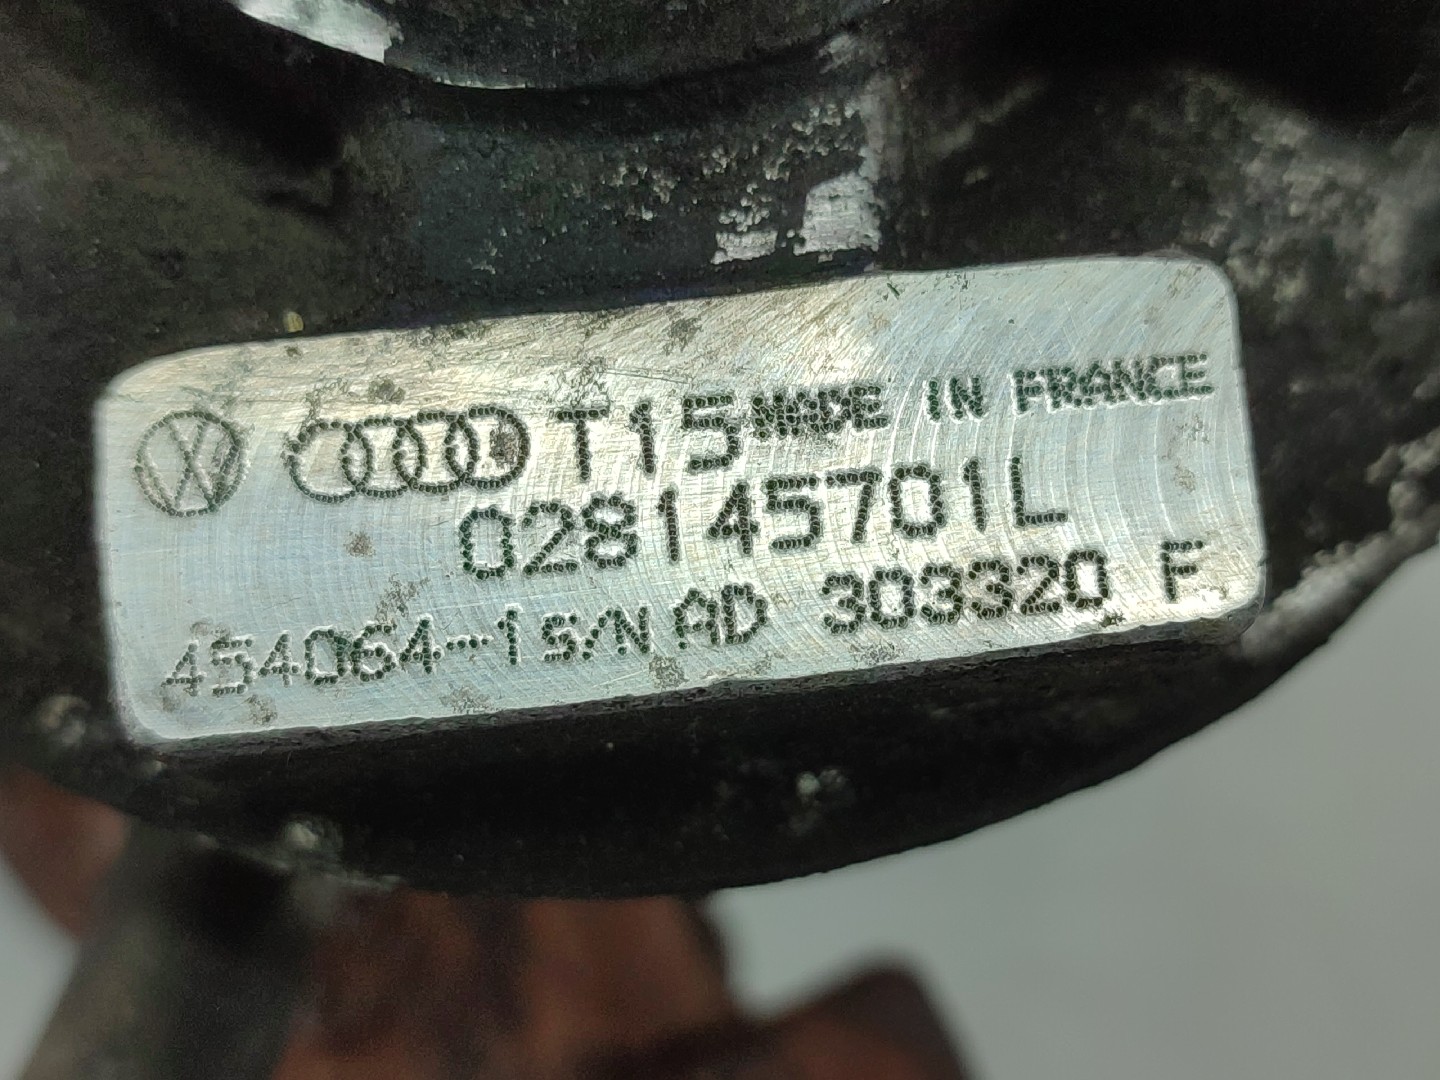 T15 MADE IN FRANCE
028145701L
454064-1 S/N AD 303320 F